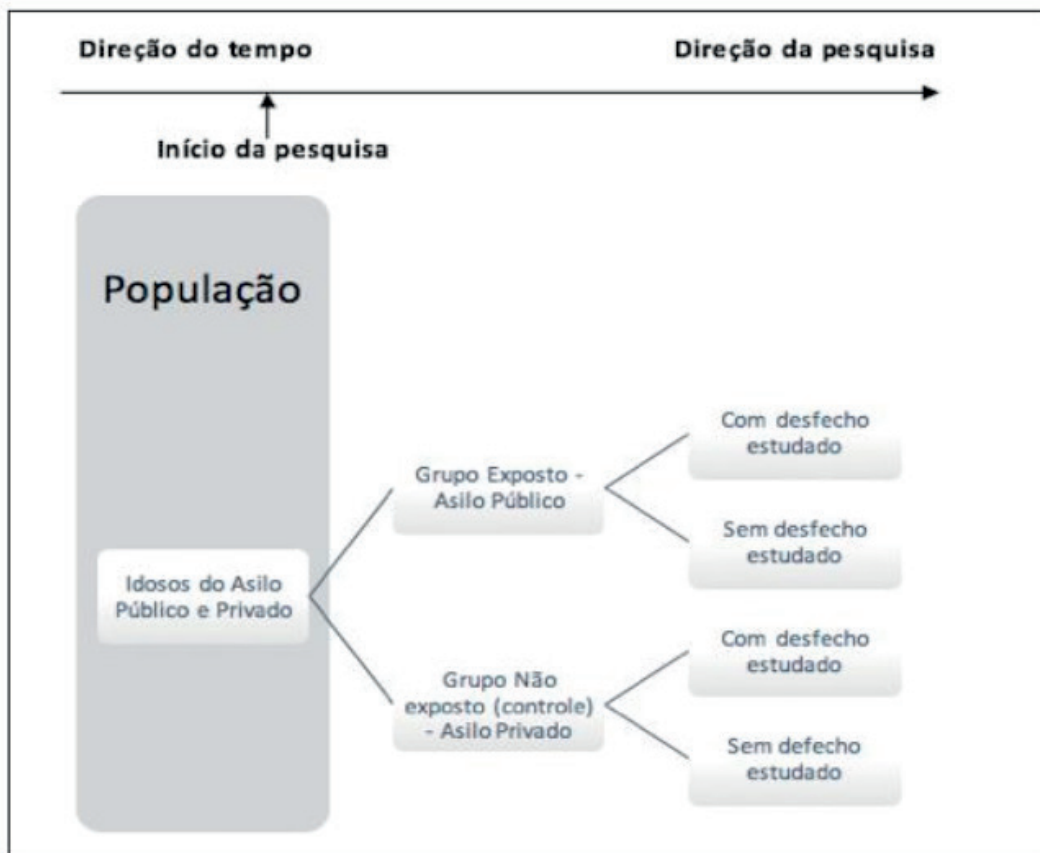 Direção do tempo
Direção da pesquisa
Início da pesquisa
População
Idosos do Asilo
Público e Privado
Grupo Exposto -
Asilo Público
Com desfecho
estudado
Sem desfecho
estudado
Grupo Não
exposto (controle)
- Asilo Privado
Com desfecho
estudado
Sem defecho
estudado